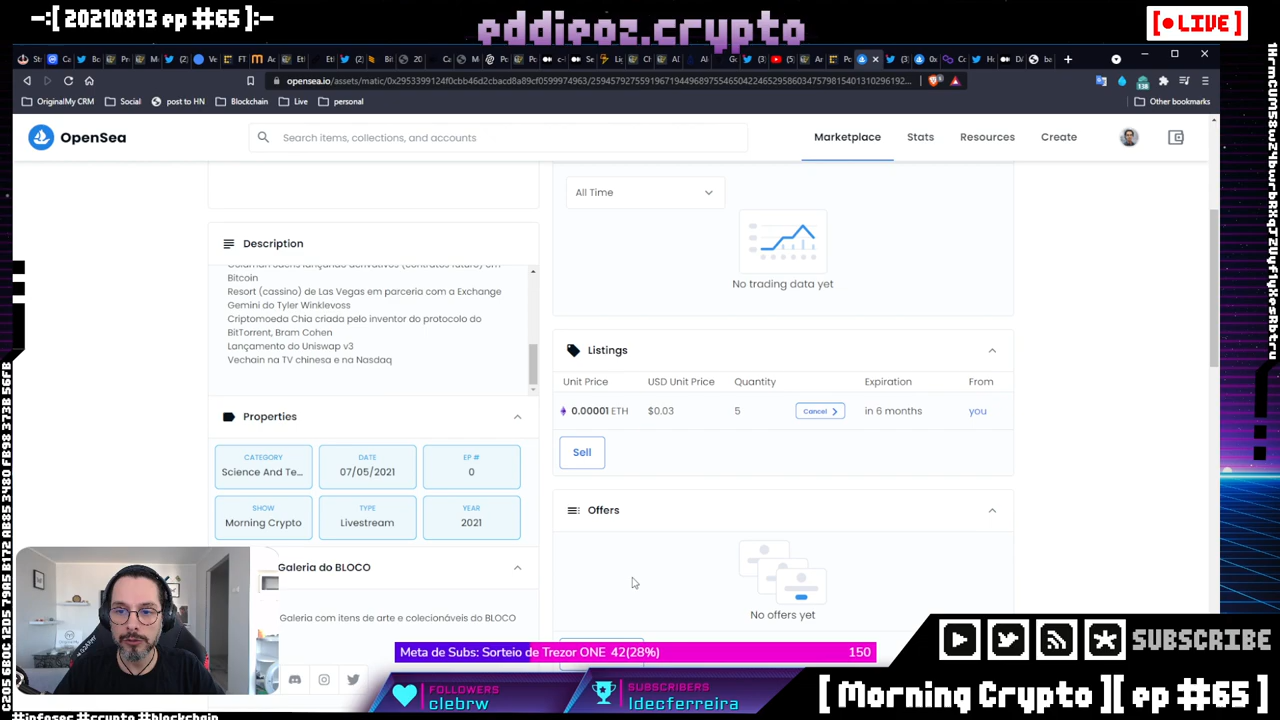 -:[ 20210813 ep #65 ]:-
eddieoz.crypto
[● LIVE]
opensea.io/assets/matic/0x2953399124f0cbb46d2cbacd8a89cf0599974963/2594579275591967194496897554650422465295860347579815401310296192...
OriginalMy CRM
Social
post to HN
Blockchain
Live
personal
Other bookmarks
OpenSea
Search items, collections, and accounts
Marketplace
Stats
Resources
Create
All Time
No trading data yet
Description
Bitcoin
Resort (cassino) de Las Vegas em parceria com a Exchange
Gemini do Tyler Winklevoss
Criptomoeda Chia criada pelo inventor do protocolo do
BitTorrent, Bram Cohen
Lançamento do Uniswap v3
Vechain na TV chinesa e na Nasdaq
Listings
Unit Price
USD Unit Price
Quantity
Expiration
From
0.00001 ETH
$0.03
5
Cancel
in 6 months
you
Sell
Properties
CATEGORY
Science And Te...
DATE
07/05/2021
EP #
0
SHOW
Morning Crypto
TYPE
Livestream
YEAR
2021
Offers
No offers yet
Galeria do BLOCO
Galeria com itens de arte e colecionáveis do BLOCO
Meta de Subs: Sorteio de Trezor ONE 42(28%)
150
SUBSCRIBE
FOLLOWERS
clebrw
SUBSCRIBERS
ldecferreira
[ Morning Crypto ][ ep #65 ]
#infosec #crypto #blockchain